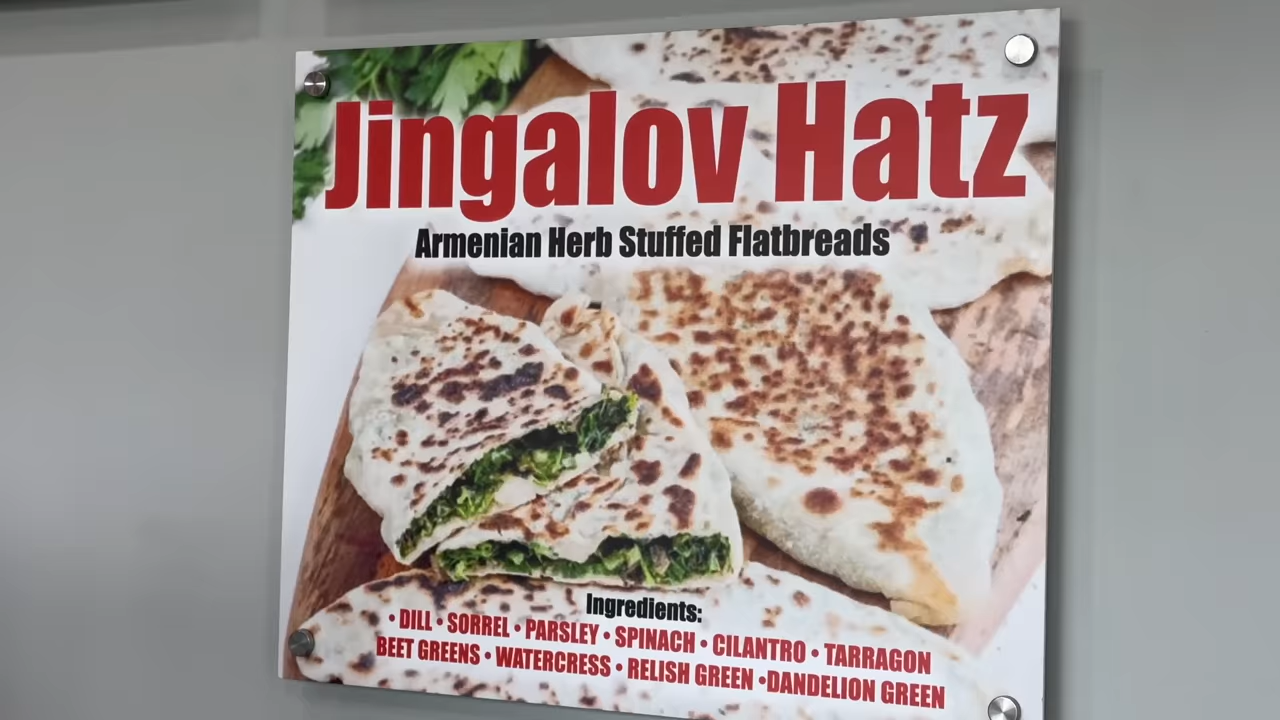 Jingalov Hatz
Armenian Herb Stuffed Flatbreads
Ingredients:
• DILL • SORREL • PARSLEY • SPINACH • CILANTRO • TARRAGON
BEET GREENS • WATERCRESS • RELISH GREEN •DANDELION GREEN